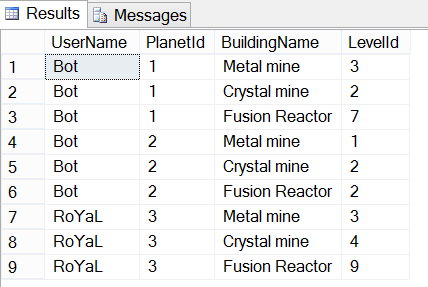 Results Messages
UserName PlanetId BuildingName LevelId
1 Bot 1 Metal mine 3
2 Bot 1 Crystal mine 2
3 Bot 1 Fusion Reactor 7
4 Bot 2 Metal mine 1
5 Bot 2 Crystal mine 2
6 Bot 2 Fusion Reactor 2
7 RoYaL 3 Metal mine 3
8 RoYaL 3 Crystal mine 4
9 RoYaL 3 Fusion Reactor 9